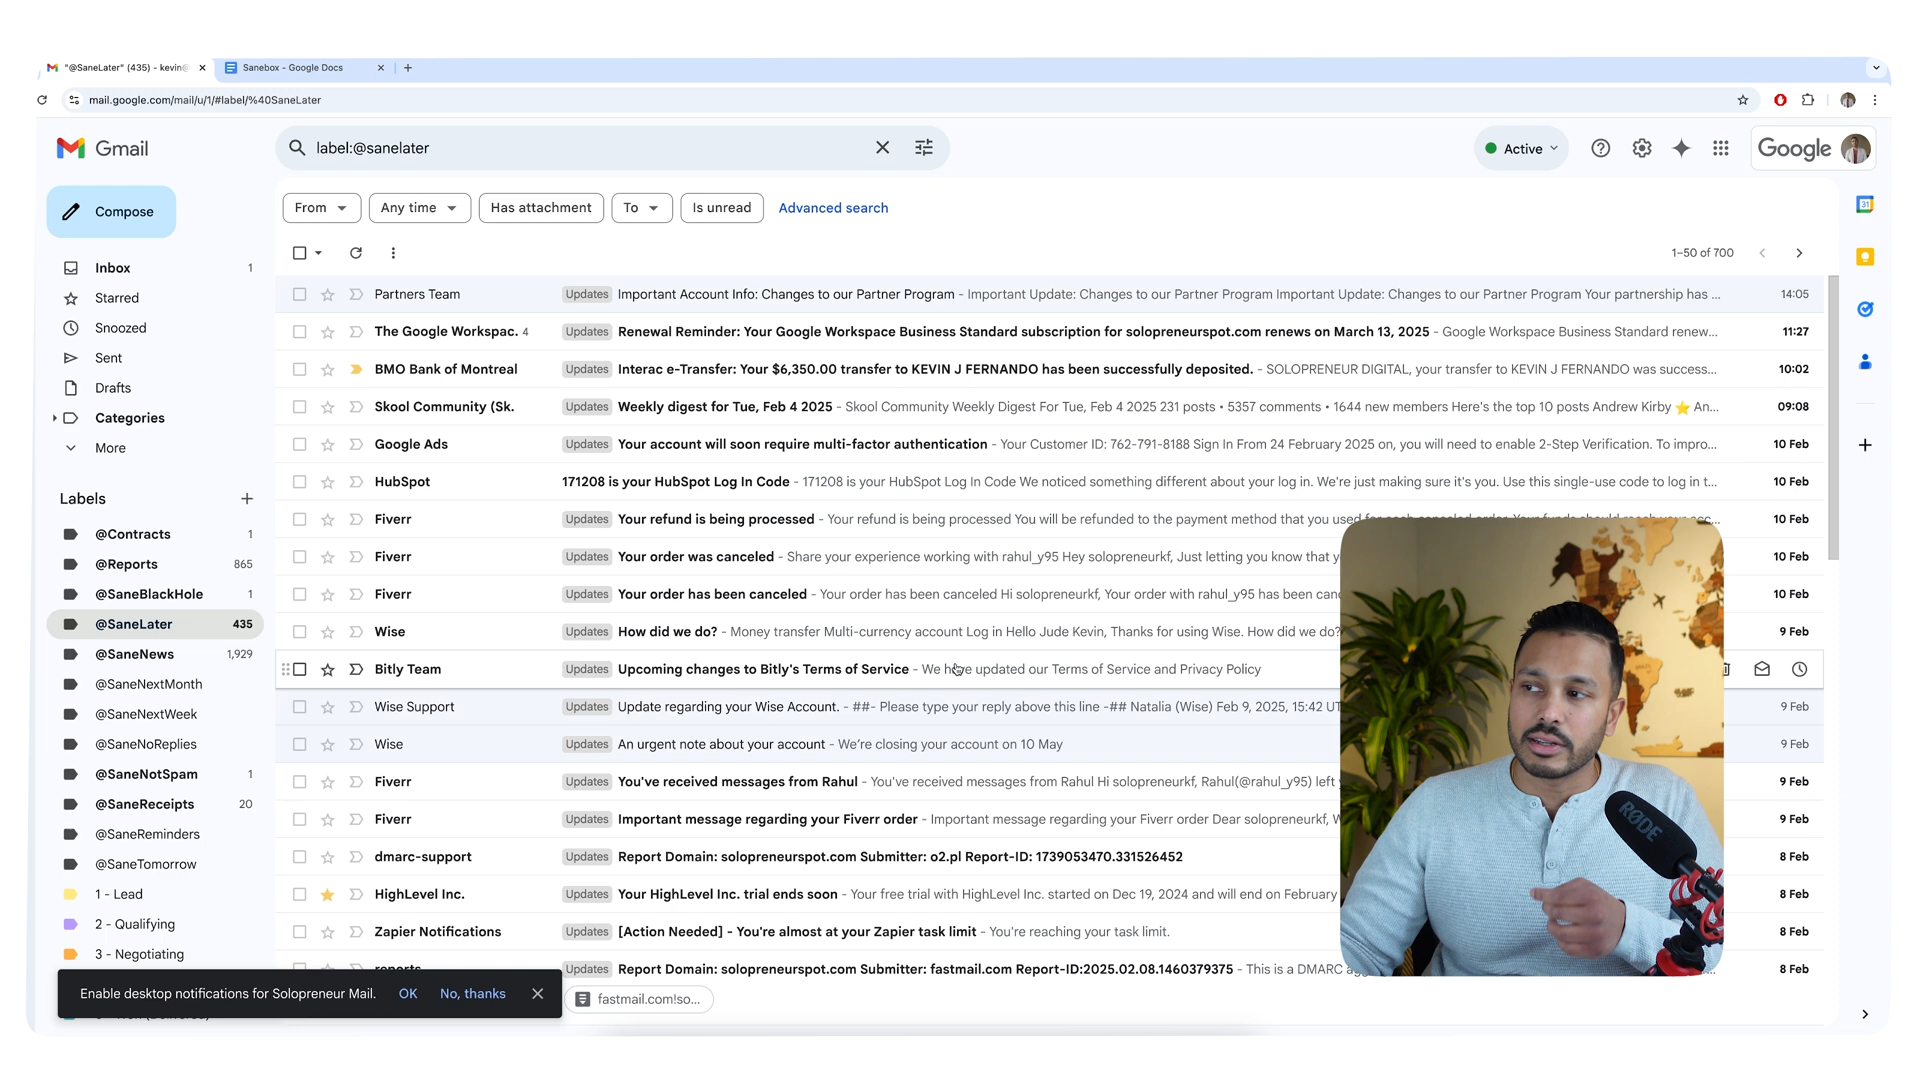 "@SaneLater" (435) - kevin@
Sanebox - Google Docs
mail.google.com/mail/u/1/#label/%40SaneLater
Gmail
label:@sanelater
Active
Google
Compose
From
Any time
Has attachment
To
Is unread
Advanced search
1–50 of 700
Inbox 1
Starred
Snoozed
Sent
Drafts
Categories
More
Labels
@Contracts 1
@Reports 865
@SaneBlackHole 1
@SaneLater 435
@SaneNews 1,929
@SaneNextMonth
@SaneNextWeek
@SaneNoReplies
@SaneNotSpam 1
@SaneReceipts 20
@SaneReminders
@SaneTomorrow
1 - Lead
2 - Qualifying
3 - Negotiating
Partners Team Updates Important Account Info: Changes to our Partner Program - Important Update: Changes to our Partner Program Important Update: Changes to our Partner Program Your partnership has ... 14:05
The Google Workspac. 4 Updates Renewal Reminder: Your Google Workspace Business Standard subscription for solopreneurspot.com renews on March 13, 2025 - Google Workspace Business Standard renew... 11:27
BMO Bank of Montreal Updates Interac e-Transfer: Your $6,350.00 transfer to KEVIN J FERNANDO has been successfully deposited. - SOLOPRENEUR DIGITAL, your transfer to KEVIN J FERNANDO was success... 10:02
Skool Community (Sk. Updates Weekly digest for Tue, Feb 4 2025 - Skool Community Weekly Digest For Tue, Feb 4 2025 231 posts • 5357 comments • 1644 new members Here's the top 10 posts Andrew Kirby ⭐ An... 09:08
Google Ads Updates Your account will soon require multi-factor authentication - Your Customer ID: 762-791-8188 Sign In From 24 February 2025 on, you will need to enable 2-Step Verification. To impro... 10 Feb
HubSpot 171208 is your HubSpot Log In Code - 171208 is your HubSpot Log In Code We noticed something different about your log in. We're just making sure it's you. Use this single-use code to log in t... 10 Feb
Fiverr Updates Your refund is being processed - Your refund is being processed You will be refunded to the payment method that you used 10 Feb
Fiverr Updates Your order was canceled - Share your experience working with rahul_y95 Hey solopreneurkf, Just letting you know that 10 Feb
Fiverr Updates Your order has been canceled - Your order has been canceled Hi solopreneurkf, Your order with rahul_y95 has been 10 Feb
Wise Updates How did we do? - Money transfer Multi-currency account Log in Hello Jude Kevin, Thanks for using Wise. How did we do? 9 Feb
Bitly Team Updates Upcoming changes to Bitly's Terms of Service - We have updated our Terms of Service and Privacy Policy
Wise Support Updates Update regarding your Wise Account. - ##- Please type your reply above this line -## Natalia (Wise) Feb 9, 2025, 15:42 9 Feb
Wise Updates An urgent note about your account - We're closing your account on 10 May 9 Feb
Fiverr Updates You've received messages from Rahul - You've received messages from Rahul Hi solopreneurkf, Rahul(@rahul_y95) left 9 Feb
Fiverr Updates Important message regarding your Fiverr order - Important message regarding your Fiverr order Dear solopreneurkf, 9 Feb
dmarc-support Updates Report Domain: solopreneurspot.com Submitter: o2.pl Report-ID: 1739053470.331526452 8 Feb
HighLevel Inc. Updates Your HighLevel Inc. trial ends soon - Your free trial with HighLevel Inc. started on Dec 19, 2024 and will end on February 8 Feb
Zapier Notifications Updates [Action Needed] - You're almost at your Zapier task limit - You're reaching your task limit. 8 Feb
reports Updates Report Domain: solopreneurspot.com Submitter: fastmail.com Report-ID:2025.02.08.1460379375 - This is a DMARC 8 Feb
fastmail.com!so...
Enable desktop notifications for Solopreneur Mail. OK No, thanks
31
RØDE